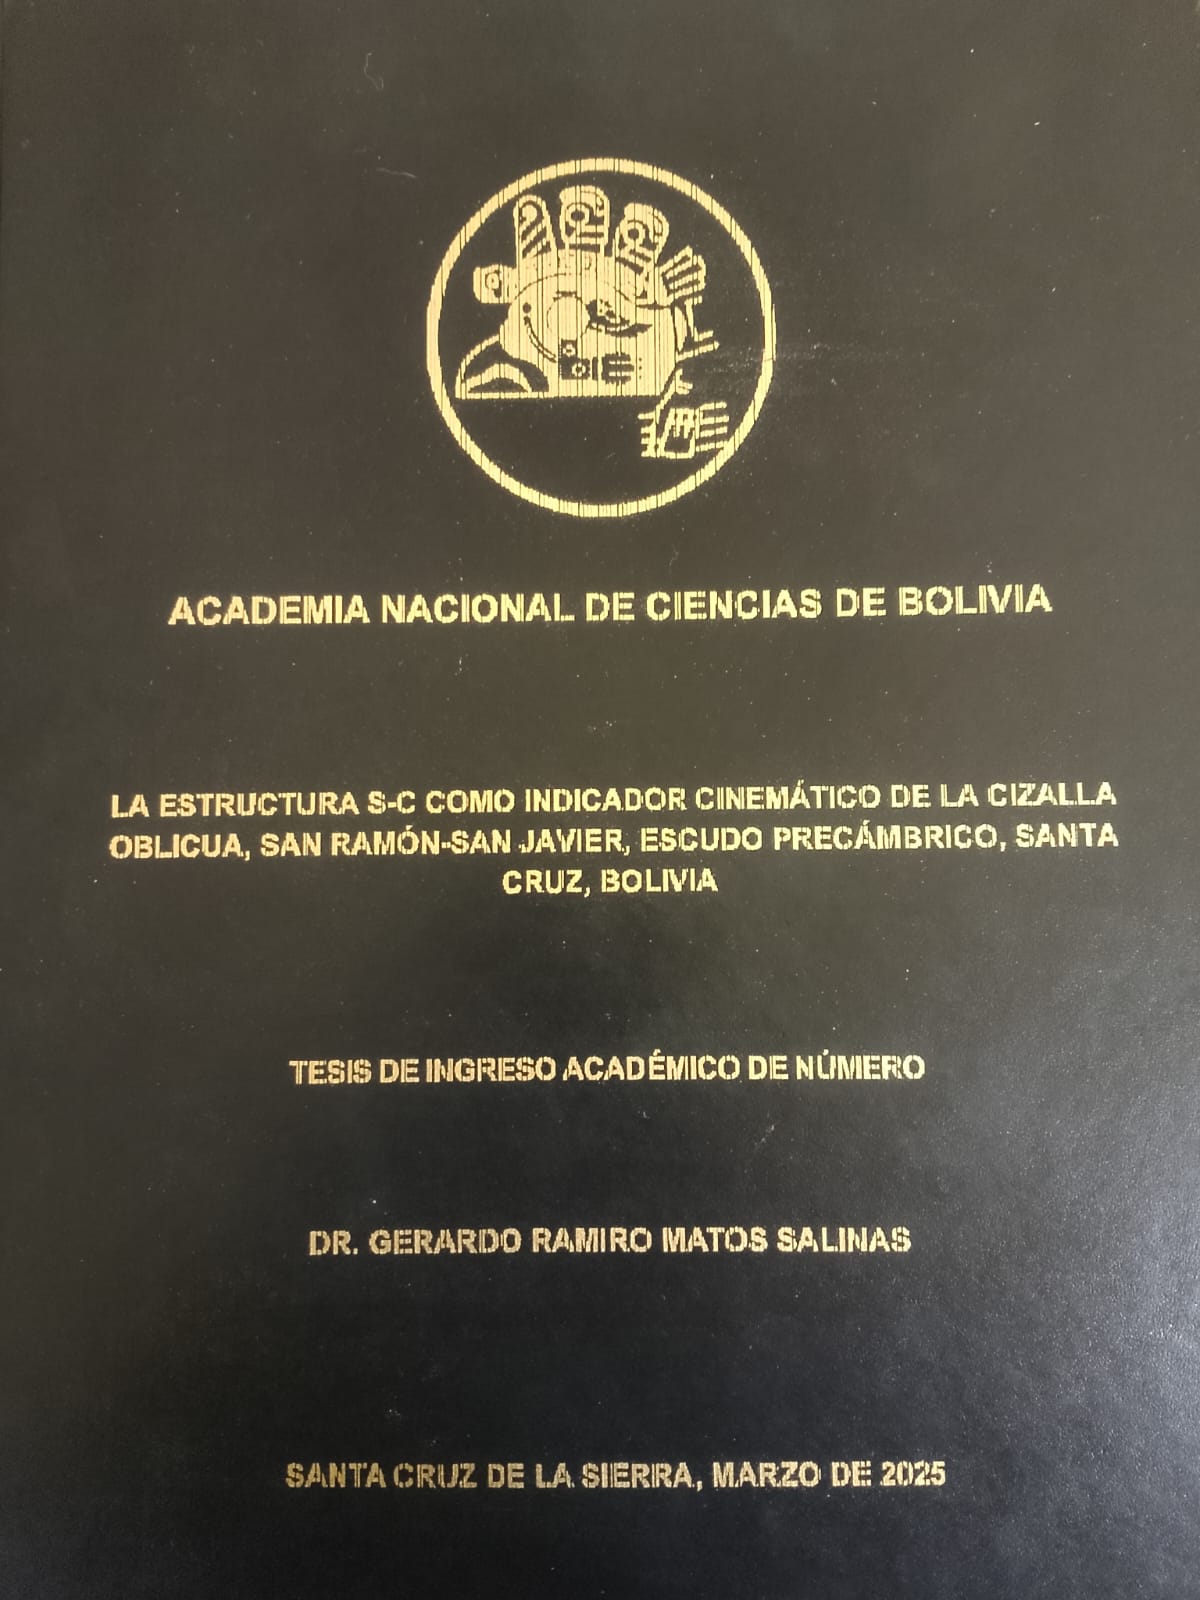 ACADEMIA NACIONAL DE CIENCIAS DE BOLIVIA
LA ESTRUCTURA S-C COMO INDICADOR CINEMÁTICO DE LA CIZALLA
OBLICUA, SAN RAMÓN-SAN JAVIER, ESCUDO PRECÁMBRICO, SANTA
CRUZ, BOLIVIA
TESIS DE INGRESO ACADÉMICO DE NÚMERO
DR. GERARDO RAMIRO MATOS SALINAS
SANTA CRUZ DE LA SIERRA, MARZO DE 2025